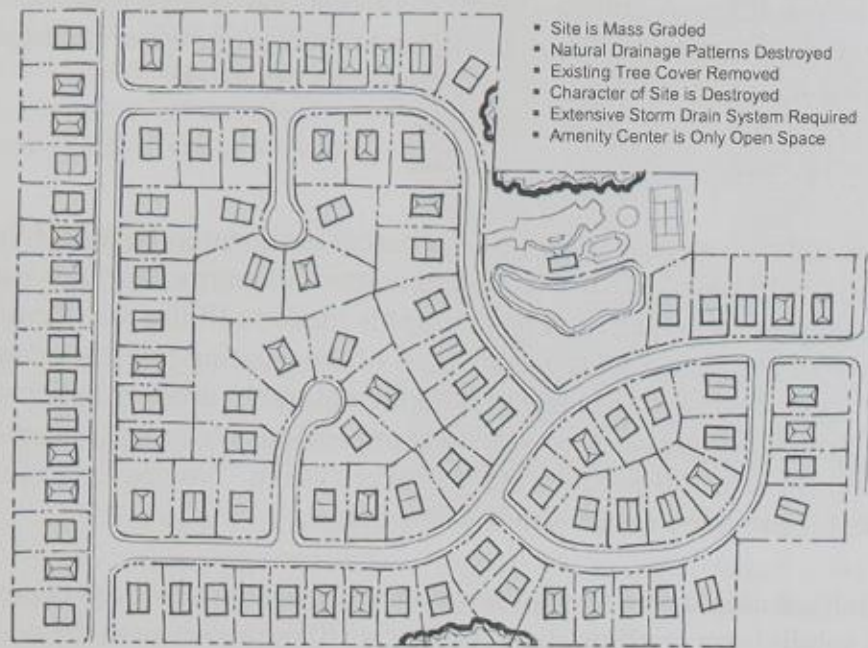 ▪ Site is Mass Graded
▪ Natural Drainage Patterns Destroyed
▪ Existing Tree Cover Removed
▪ Character of Site is Destroyed
▪ Extensive Storm Drain System Required
▪ Amenity Center is Only Open Space